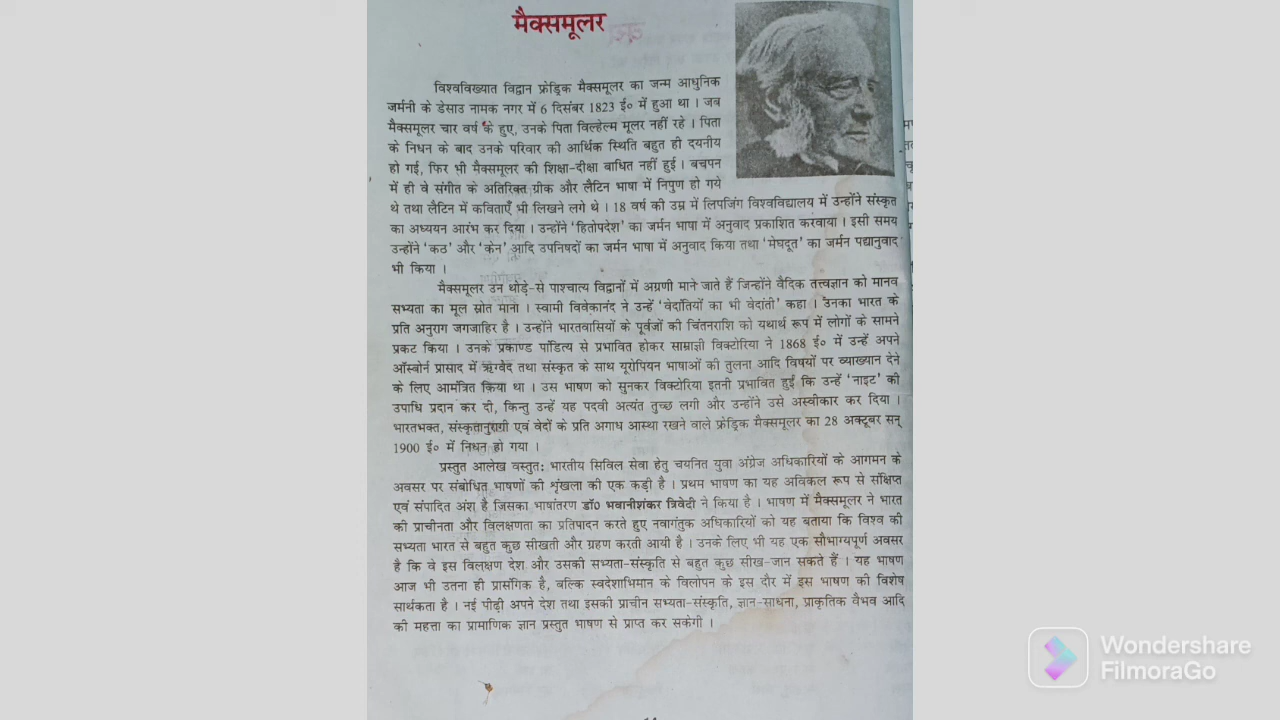 मैक्समूलर
विश्वविख्यात विद्वान फ्रेड्रिक मैक्समूलर का जन्म आधुनिक
जर्मनी के डेसाउ नामक नगर में 6 दिसंबर 1823 ई० में हुआ था । जब
मैक्समूलर चार वर्ष के हुए, उनके पिता विल्हेल्म मूलर नहीं रहे । पिता
के निधन के बाद उनके परिवार की आर्थिक स्थिति बहुत ही दयनीय
हो गई, फिर भी मैक्समूलर की शिक्षा-दीक्षा बाधित नहीं हुई । बचपन
में ही वे संगीत के अतिरिक्त ग्रीक और लैटिन भाषा में निपुण हो गये
थे तथा लैटिन में कविताएँ भी लिखने लगे थे । 18 वर्ष की उम्र में लिपजिंग विश्वविद्यालय में उन्होंने संस्कृत
का अध्ययन आरंभ कर दिया । उन्होंने 'हितोपदेश' का जर्मन भाषा में अनुवाद प्रकाशित करवाया । इसी समय
उन्होंने 'कठ' और 'केन' आदि उपनिषदों का जर्मन भाषा में अनुवाद किया तथा 'मेघदूत' का जर्मन पद्यानुवाद
भी किया ।
मैक्समूलर उन थोड़े-से पाश्चात्य विद्वानों में अग्रणी माने जाते हैं जिन्होंने वैदिक तत्त्वज्ञान को मानव
सभ्यता का मूल स्रोत माना । स्वामी विवेकानंद ने उन्हें 'वेदांतियों का भी वेदांती' कहा । उनका भारत के
प्रति अनुराग जगजाहिर है । उन्होंने भारतवासियों के पूर्वजों की चिंतनराशि को यथार्थ रूप में लोगों के सामने
प्रकट किया । उनके प्रकाण्ड पांडित्य से प्रभावित होकर साम्राज्ञी विक्टोरिया ने 1868 ई० में उन्हें अपने
ऑस्बोर्न प्रासाद में ऋग्वेद तथा संस्कृत के साथ यूरोपियन भाषाओं की तुलना आदि विषयों पर व्याख्यान देने
के लिए आमंत्रित किया था । उस भाषण को सुनकर विक्टोरिया इतनी प्रभावित हुईं कि उन्हें 'नाइट' की
उपाधि प्रदान कर दी, किन्तु उन्हें यह पदवी अत्यंत तुच्छ लगी और उन्होंने उसे अस्वीकार कर दिया ।
भारतभक्त, संस्कृतानुरागी एवं वेदों के प्रति अगाध आस्था रखने वाले फ्रेड्रिक मैक्समूलर का 28 अक्टूबर सन्
1900 ई० में निधन हो गया ।
प्रस्तुत आलेख वस्तुतः भारतीय सिविल सेवा हेतु चयनित युवा अंग्रेज अधिकारियों के आगमन के
अवसर पर संबोधित भाषणों की शृंखला की एक कड़ी है । प्रथम भाषण का यह अविकल रूप से संक्षिप्त
एवं संपादित अंश है जिसका भाषांतरण डॉ० भवानीशंकर त्रिवेदी ने किया है । भाषण में मैक्समूलर ने भारत
की प्राचीनता और विलक्षणता का प्रतिपादन करते हुए नवागंतुक अधिकारियों को यह बताया कि विश्व की
सभ्यता भारत से बहुत कुछ सीखती और ग्रहण करती आयी है । उनके लिए भी यह एक सौभाग्यपूर्ण अवसर
है कि वे इस विलक्षण देश और उसकी सभ्यता-संस्कृति से बहुत कुछ सीख-जान सकते हैं । यह भाषण
आज भी उतना ही प्रासंगिक है, बल्कि स्वदेशाभिमान के विलोपन के इस दौर में इस भाषण की विशेष
सार्थकता है । नई पीढ़ी अपने देश तथा इसकी प्राचीन सभ्यता-संस्कृति, ज्ञान-साधना, प्राकृतिक वैभव आदि
की महत्ता का प्रामाणिक ज्ञान प्रस्तुत भाषण से प्राप्त कर सकेगी ।
Wondershare
FilmoraGo